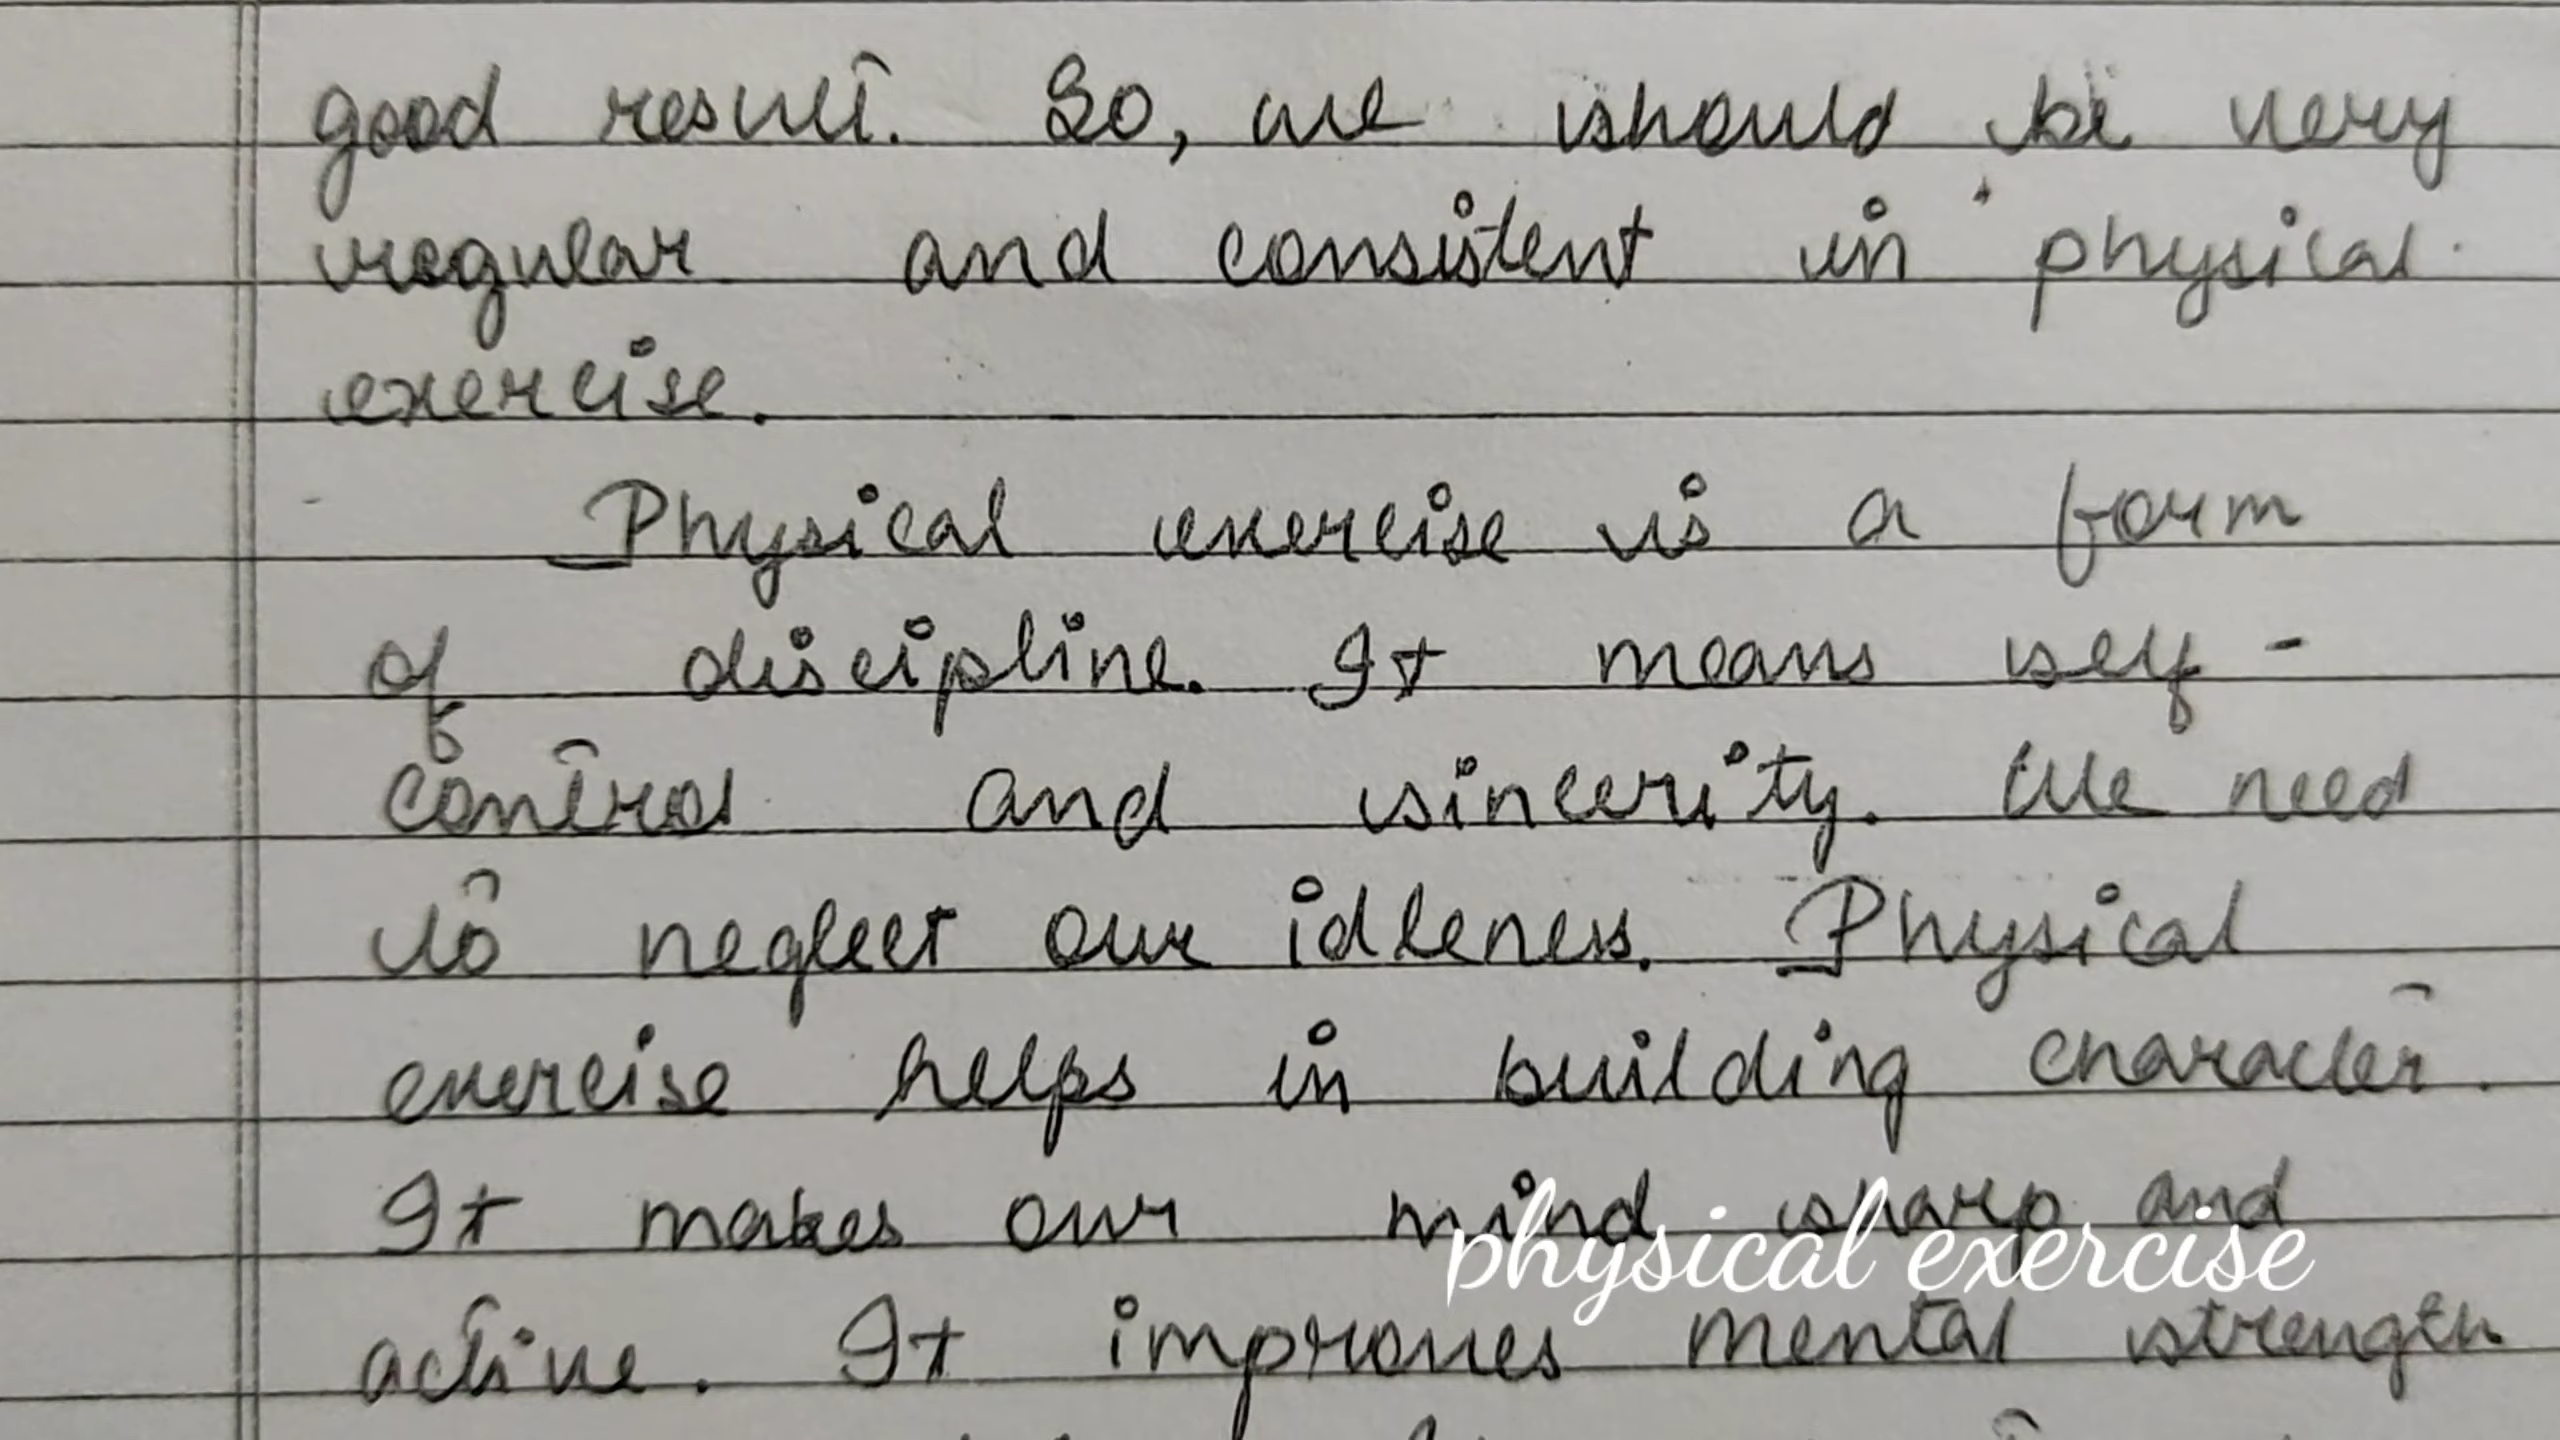 good result. So, we should be very
regular and consistent in physical
exercise.
Physical exercise is a form
of discipline. It means self-
control and sincerity. We need
to neglect our idleness. Physical
exercise helps in building character.
It makes our mind sharp and
physical exercise
active. It improves mental strength